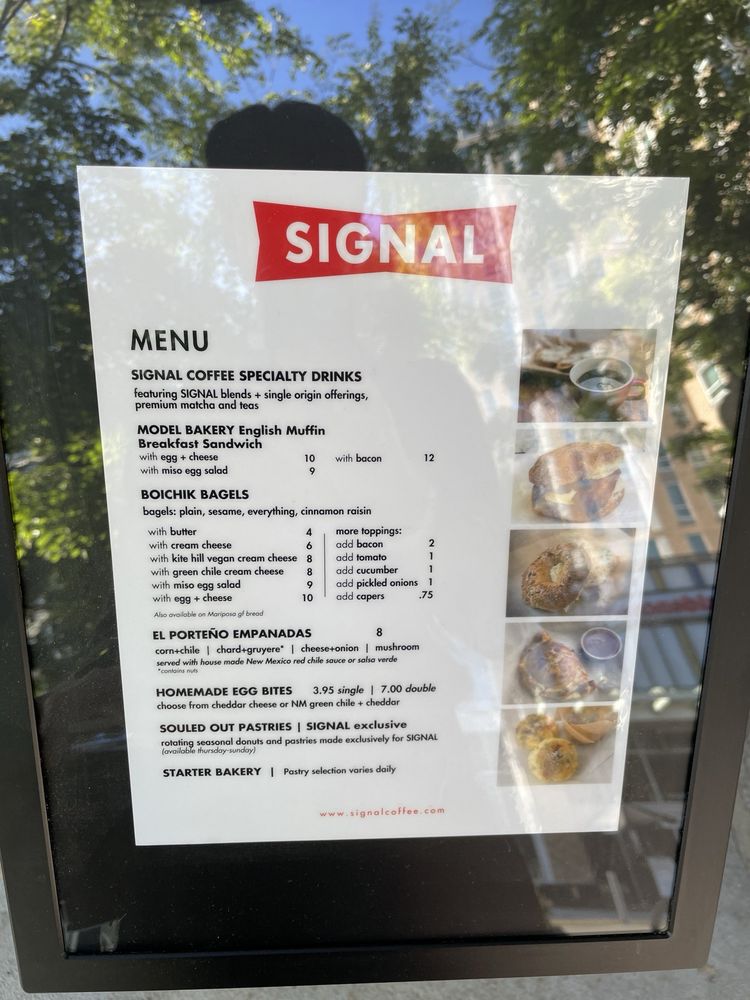 SIGNAL
MENU
SIGNAL COFFEE SPECIALTY DRINKS
featuring SIGNAL blends + single origin offerings,
premium matcha and teas
MODEL BAKERY English Muffin
Breakfast Sandwich
with egg + cheese 10 with bacon 12
with miso egg salad 9
BOICHIK BAGELS
bagels: plain, sesame, everything, cinnamon raisin
with butter 4
with cream cheese 6
with kite hill vegan cream cheese 8
with green chile cream cheese 8
with miso egg salad 9
with egg + cheese 10
more toppings:
add bacon 2
add tomato 1
add cucumber 1
add pickled onions 1
add capers .75
Also available on Mariposa gf bread
EL PORTEÑO EMPANADAS 8
corn+chile | chard+gruyere* | cheese+onion | mushroom
served with house made New Mexico red chile sauce or salsa verde
*contains nuts
HOMEMADE EGG BITES 3.95 single | 7.00 double
choose from cheddar cheese or NM green chile + cheddar
SOULED OUT PASTRIES | SIGNAL exclusive
rotating seasonal donuts and pastries made exclusively for SIGNAL
(available thursday-sunday)
STARTER BAKERY | Pastry selection varies daily
www.signalcoffee.com